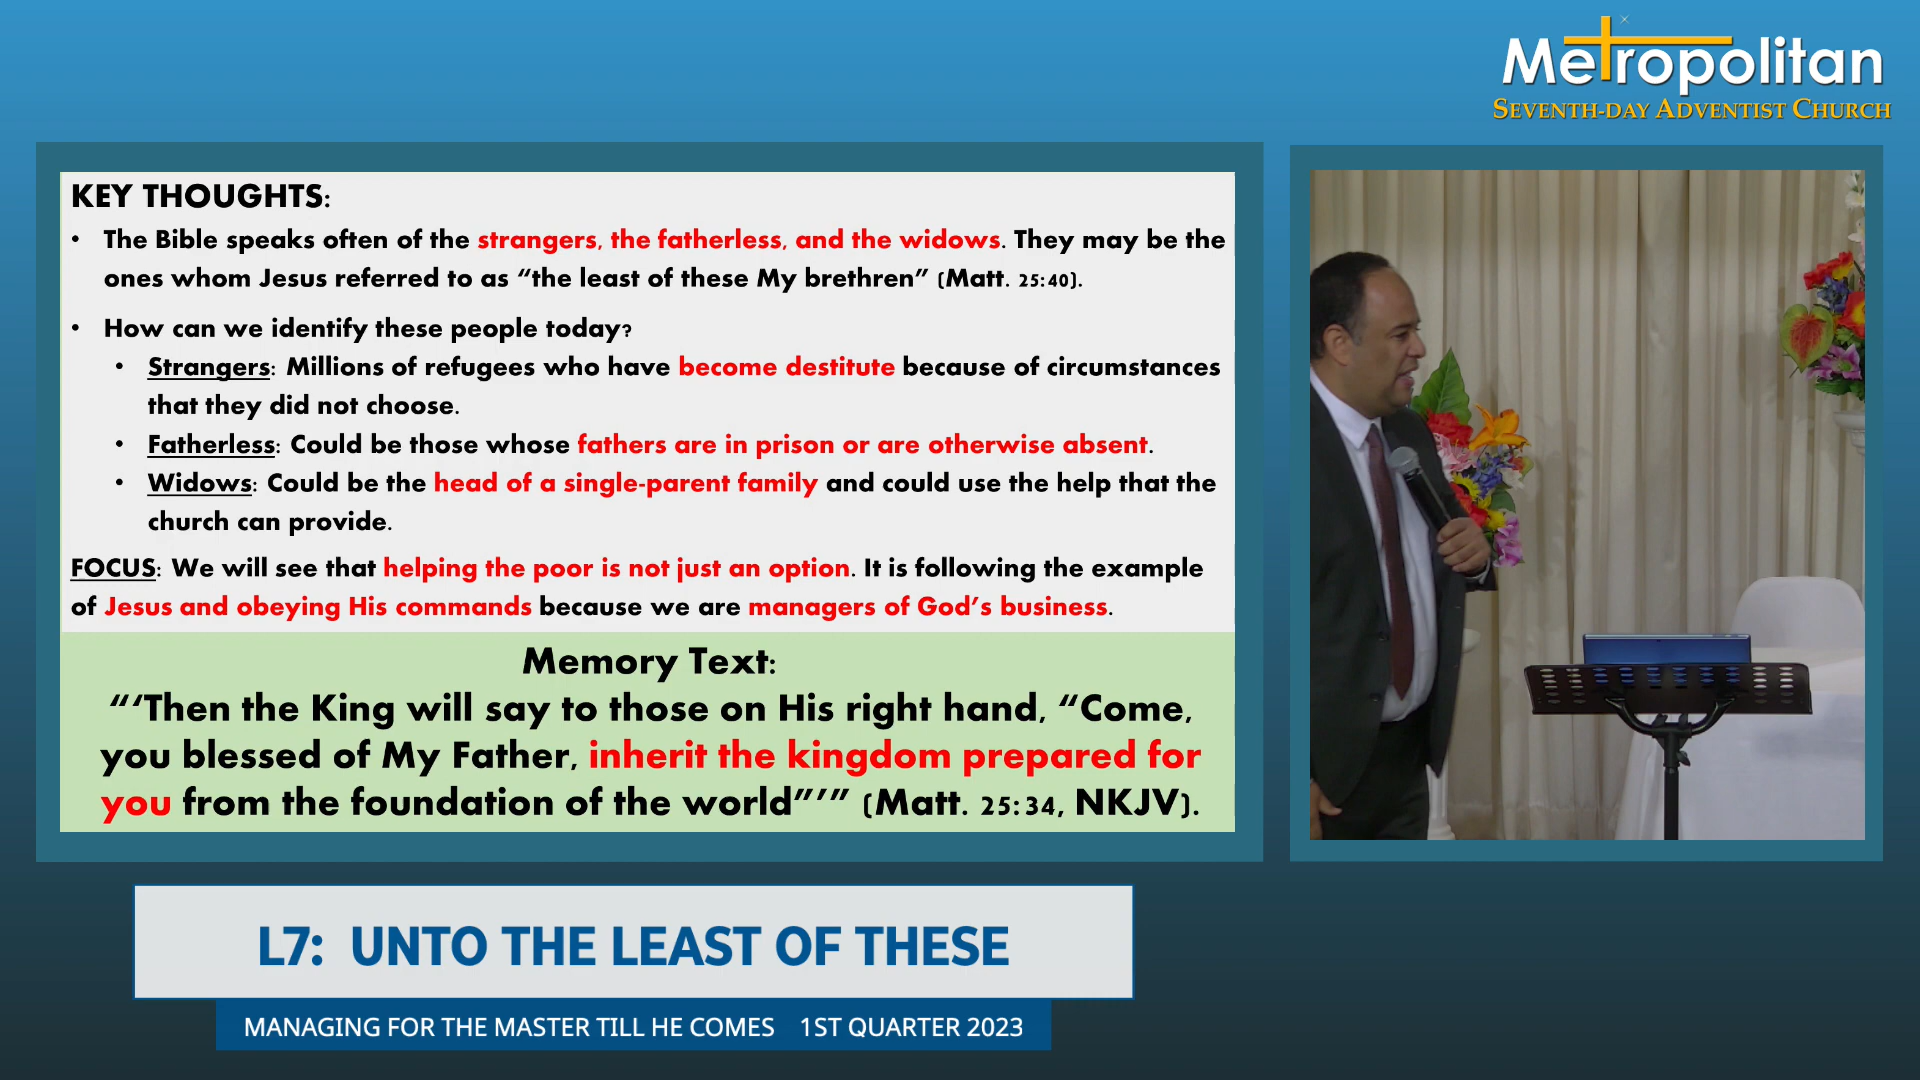 Metropolitan
SEVENTH-DAY ADVENTIST CHURCH
KEY THOUGHTS:
• The Bible speaks often of the strangers, the fatherless, and the widows. They may be the
ones whom Jesus referred to as “the least of these My brethren” (Matt. 25:40).
• How can we identify these people today?
• Strangers: Millions of refugees who have become destitute because of circumstances
that they did not choose.
• Fatherless: Could be those whose fathers are in prison or are otherwise absent.
• Widows: Could be the head of a single-parent family and could use the help that the
church can provide.
FOCUS: We will see that helping the poor is not just an option. It is following the example
of Jesus and obeying His commands because we are managers of God’s business.
Memory Text:
“‘Then the King will say to those on His right hand, “Come,
you blessed of My Father, inherit the kingdom prepared for
you from the foundation of the world”’” (Matt. 25:34, NKJV).
L7: UNTO THE LEAST OF THESE
MANAGING FOR THE MASTER TILL HE COMES 1ST QUARTER 2023